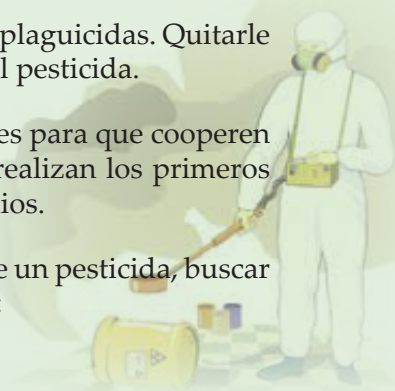 plaguicidas. Quitarle
l pesticida.
es para que cooperen
realizan los primeros
ios.
e un pesticida, buscar